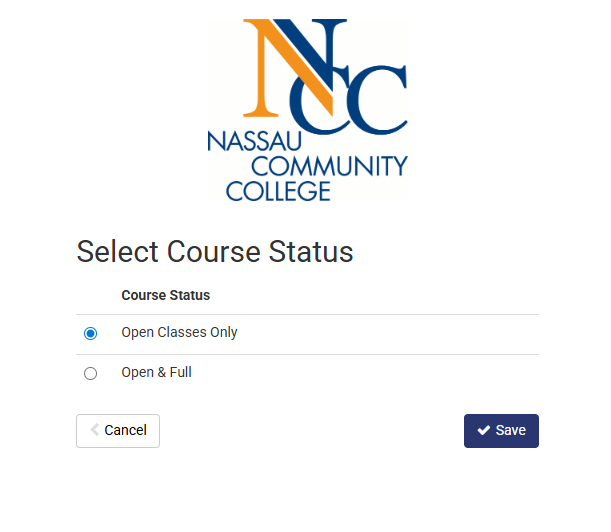 NCC
NASSAU
COMMUNITY
COLLEGE
Select Course Status
Course Status
Open Classes Only
Open & Full
Cancel
Save